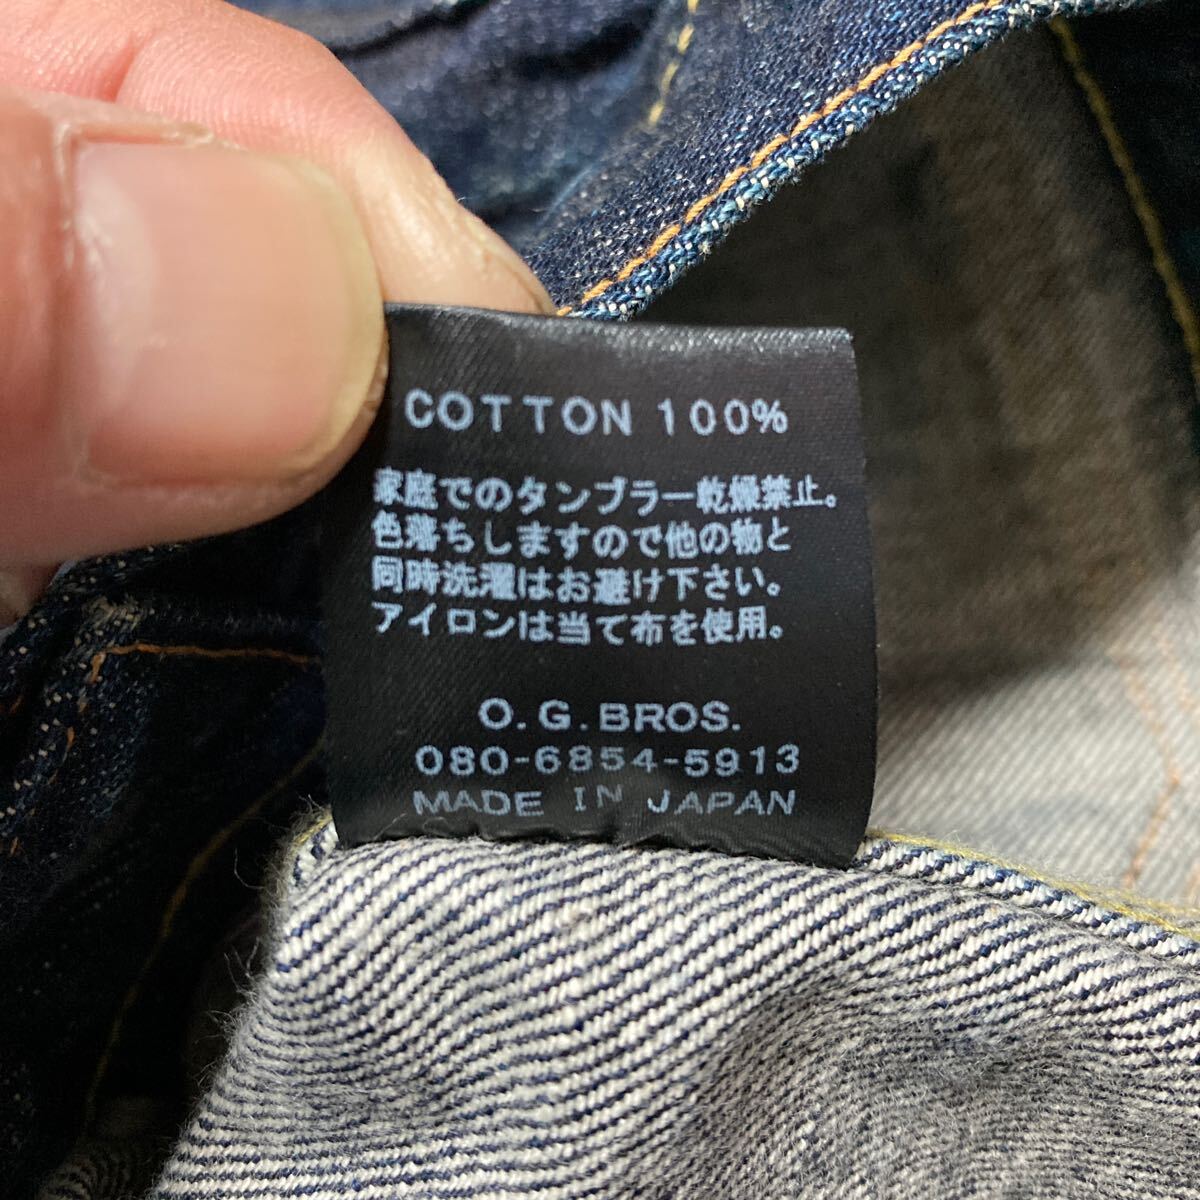 COTTON 100%
家庭でのタンブラー乾燥禁止。
色落ちしますので他の物と
同時洗濯はお避け下さい。
アイロンは当て布を使用。
O.G.BROS.
080-6854-5913
MADE IN JAPAN